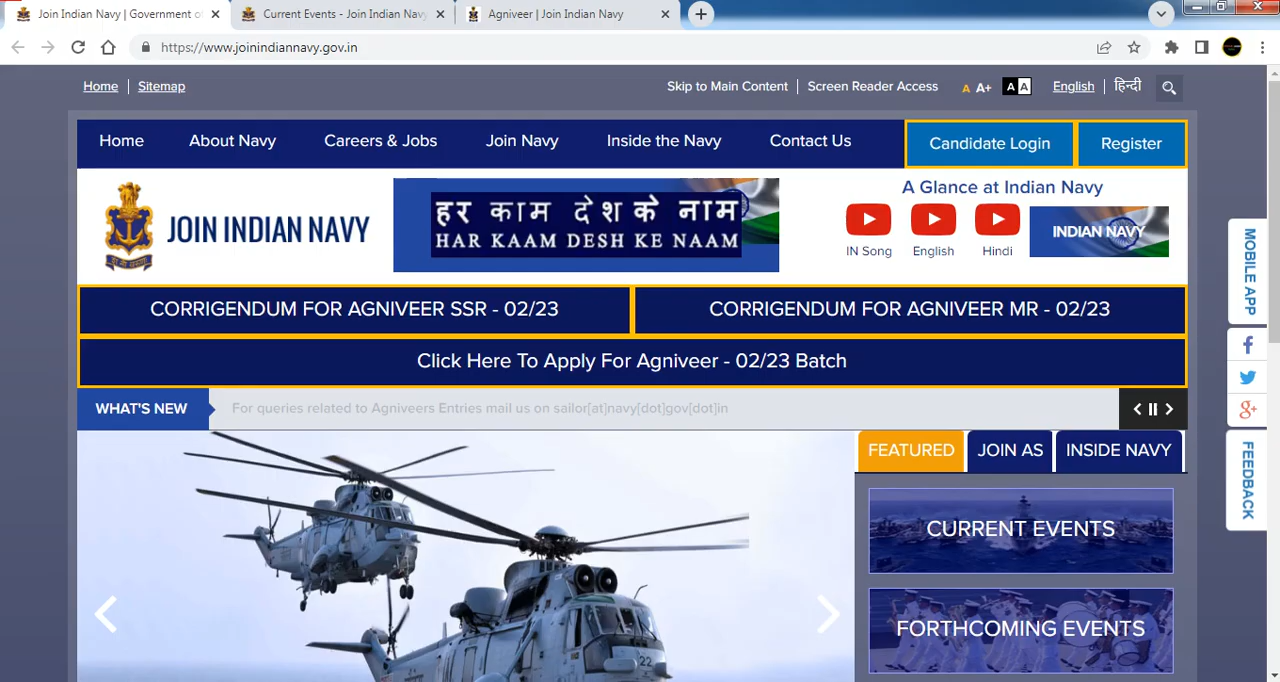 Join Indian Navy | Government of
Current Events - Join Indian Navy
Agniveer | Join Indian Navy
https://www.joinindiannavy.gov.in
Home | Sitemap
Skip to Main Content | Screen Reader Access
A A+ A A
English | हिन्दी
Home
About Navy
Careers & Jobs
Join Navy
Inside the Navy
Contact Us
Candidate Login
Register
JOIN INDIAN NAVY
हर काम देश के नाम
HAR KAAM DESH KE NAAM
A Glance at Indian Navy
IN Song
English
Hindi
INDIAN NAVY
MOBILE APP
CORRIGENDUM FOR AGNIVEER SSR - 02/23
CORRIGENDUM FOR AGNIVEER MR - 02/23
Click Here To Apply For Agniveer - 02/23 Batch
WHAT'S NEW
For queries related to Agniveers Entries mail us on sailor[at]navy[dot]gov[dot]in
FEATURED
JOIN AS
INSIDE NAVY
FEEDBACK
CURRENT EVENTS
FORTHCOMING EVENTS
22